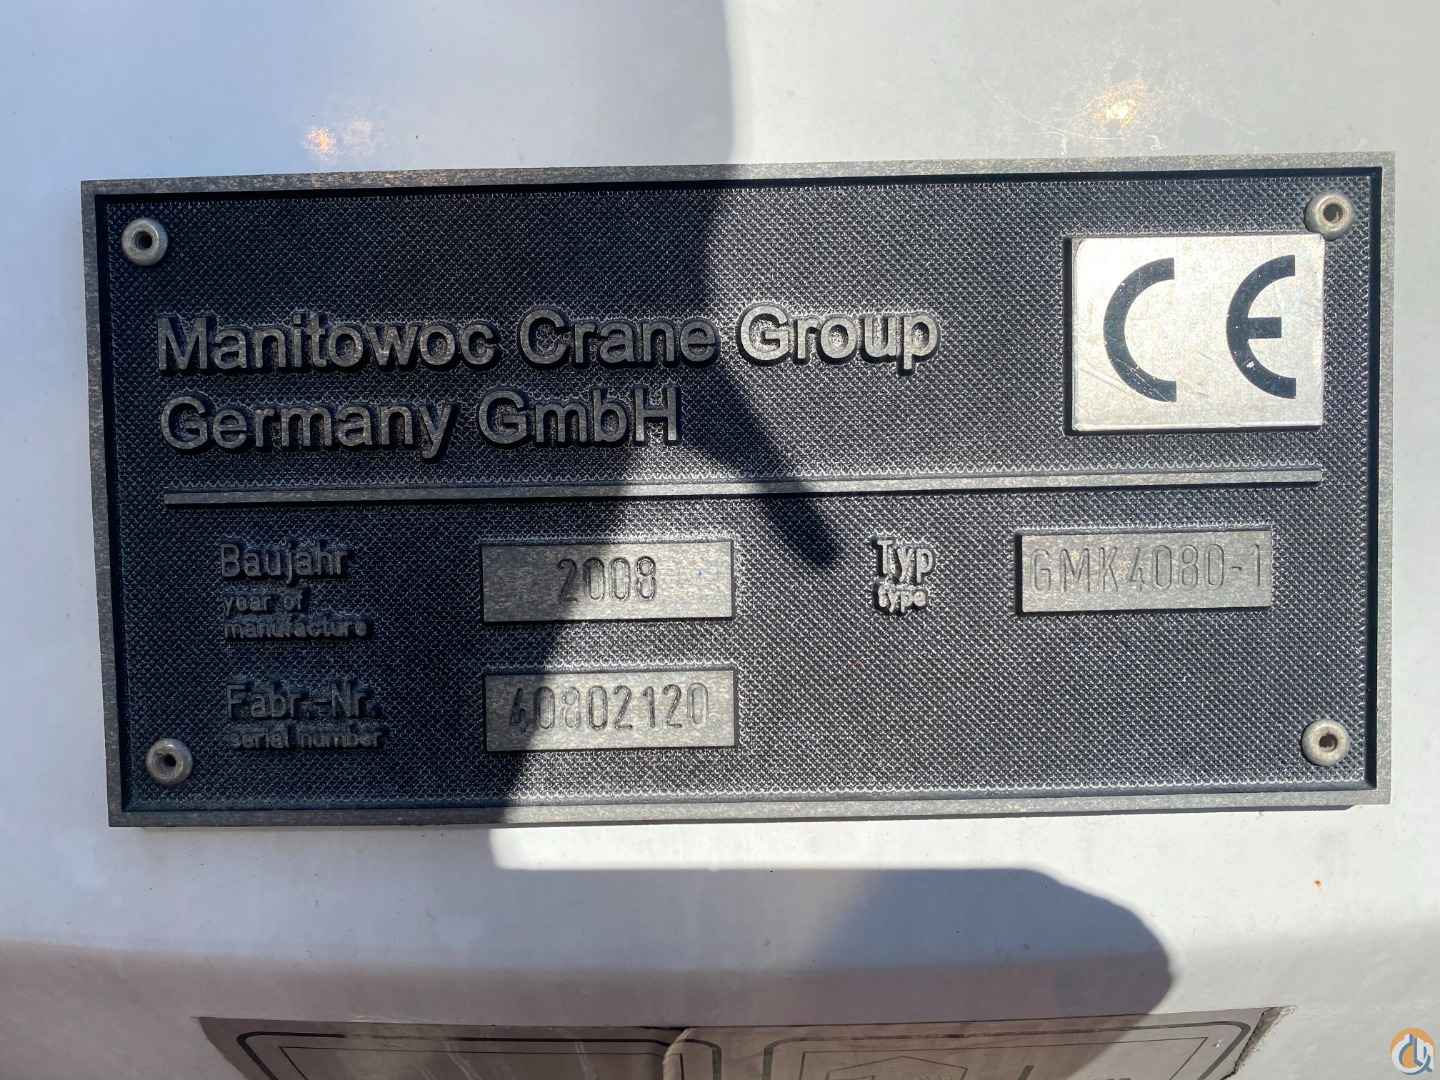 Manitowoc Crane Group
Germany GmbH
CE
Baujahr
year of
manufacture
2008
Typ
type
GMK4080-1
Fabr.-Nr.
serial number
40802120